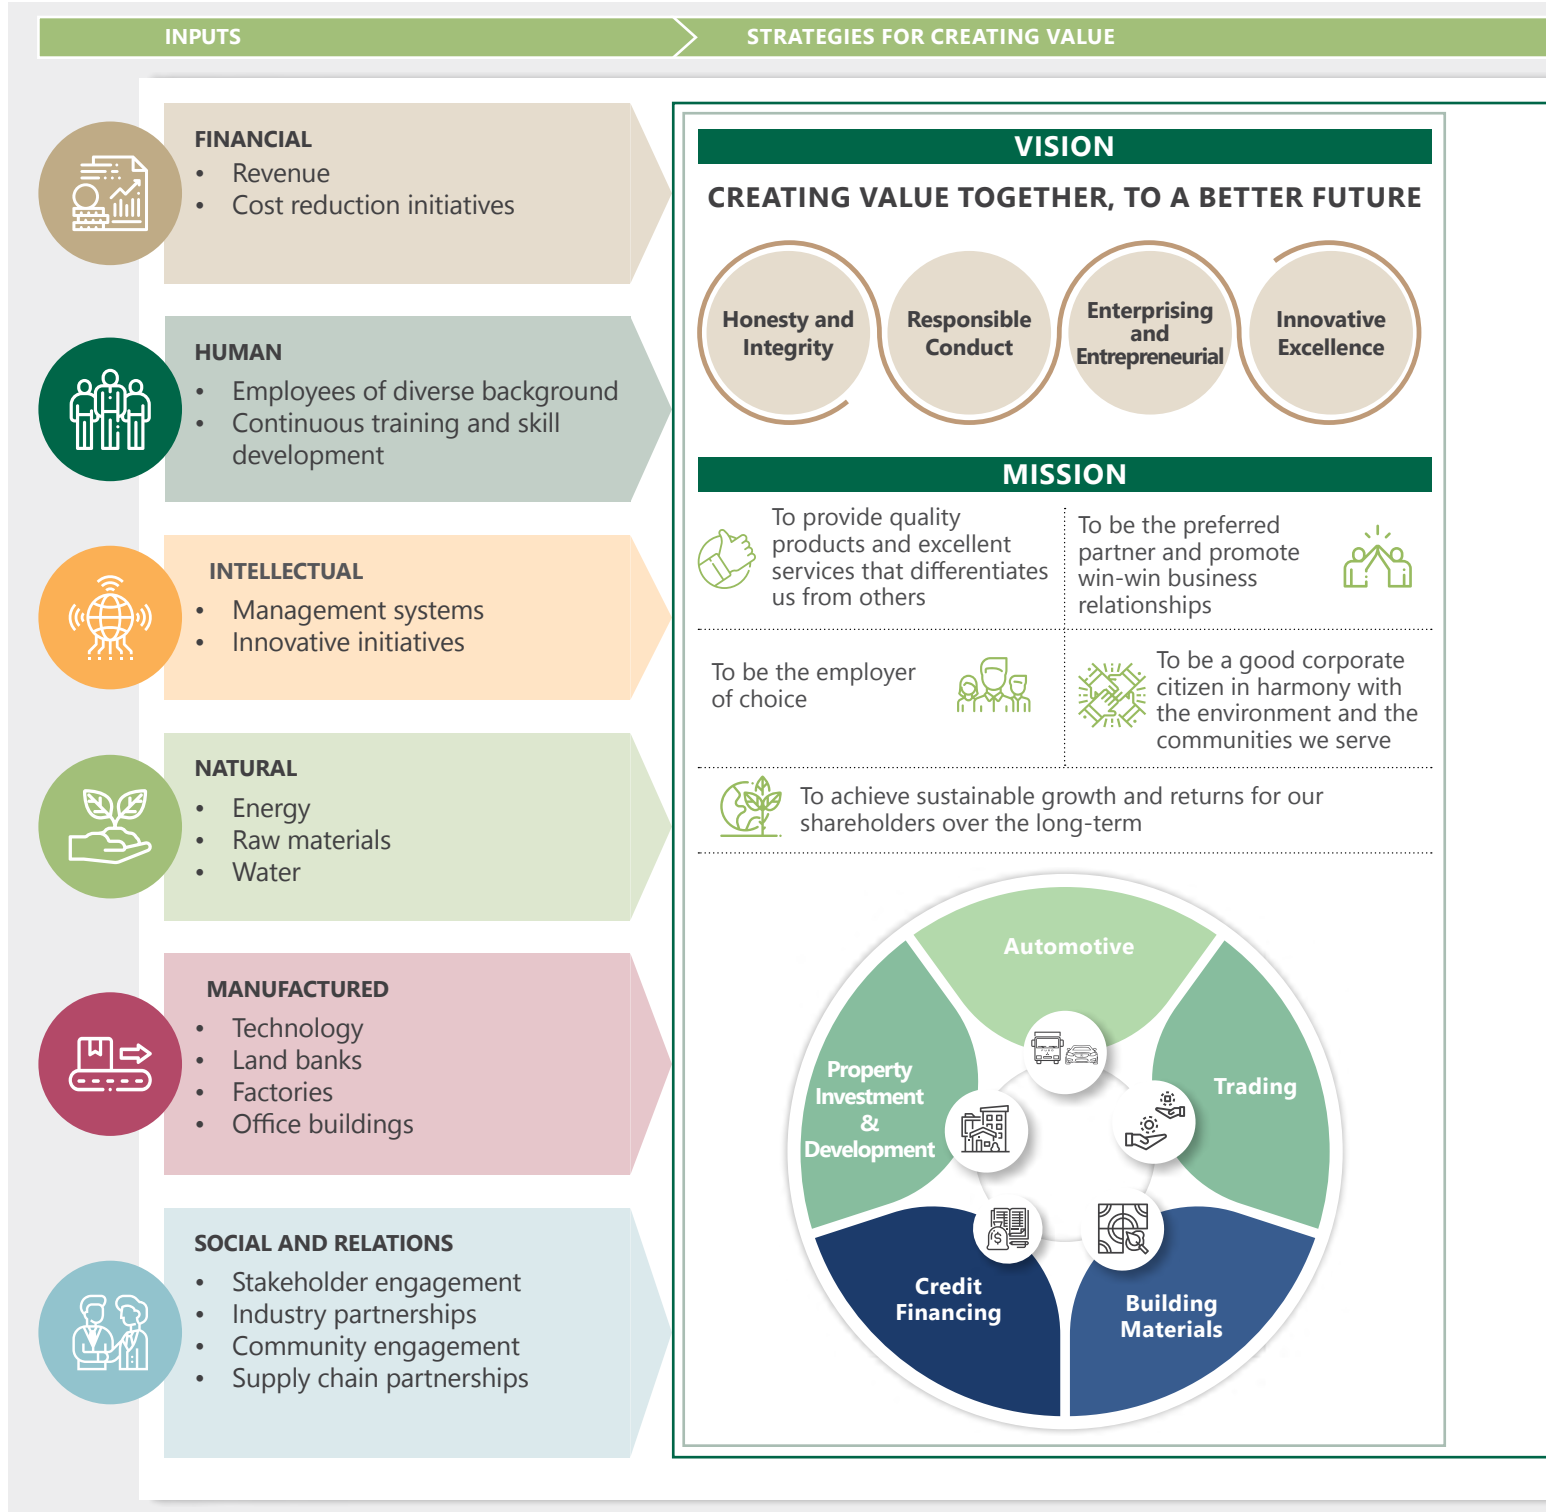 INPUTS
STRATEGIES FOR CREATING VALUE
FINANCIAL
• Revenue
• Cost reduction initiatives
HUMAN
• Employees of diverse background
• Continuous training and skill
development
INTELLECTUAL
• Management systems
• Innovative initiatives
NATURAL
• Energy
• Raw materials
• Water
MANUFACTURED
• Technology
• Land banks
• Factories
• Office buildings
SOCIAL AND RELATIONS
• Stakeholder engagement
• Industry partnerships
• Community engagement
• Supply chain partnerships
VISION
CREATING VALUE TOGETHER, TO A BETTER FUTURE
Honesty and
Integrity
Responsible
Conduct
Enterprising
and
Entrepreneurial
Innovative
Excellence
MISSION
To provide quality
products and excellent
services that differentiates
us from others
To be the preferred
partner and promote
win-win business
relationships
To be the employer
of choice
To be a good corporate
citizen in harmony with
the environment and the
communities we serve
To achieve sustainable growth and returns for our
shareholders over the long-term
Automotive
Property
Investment
&
Development
Trading
Credit
Financing
Building
Materials